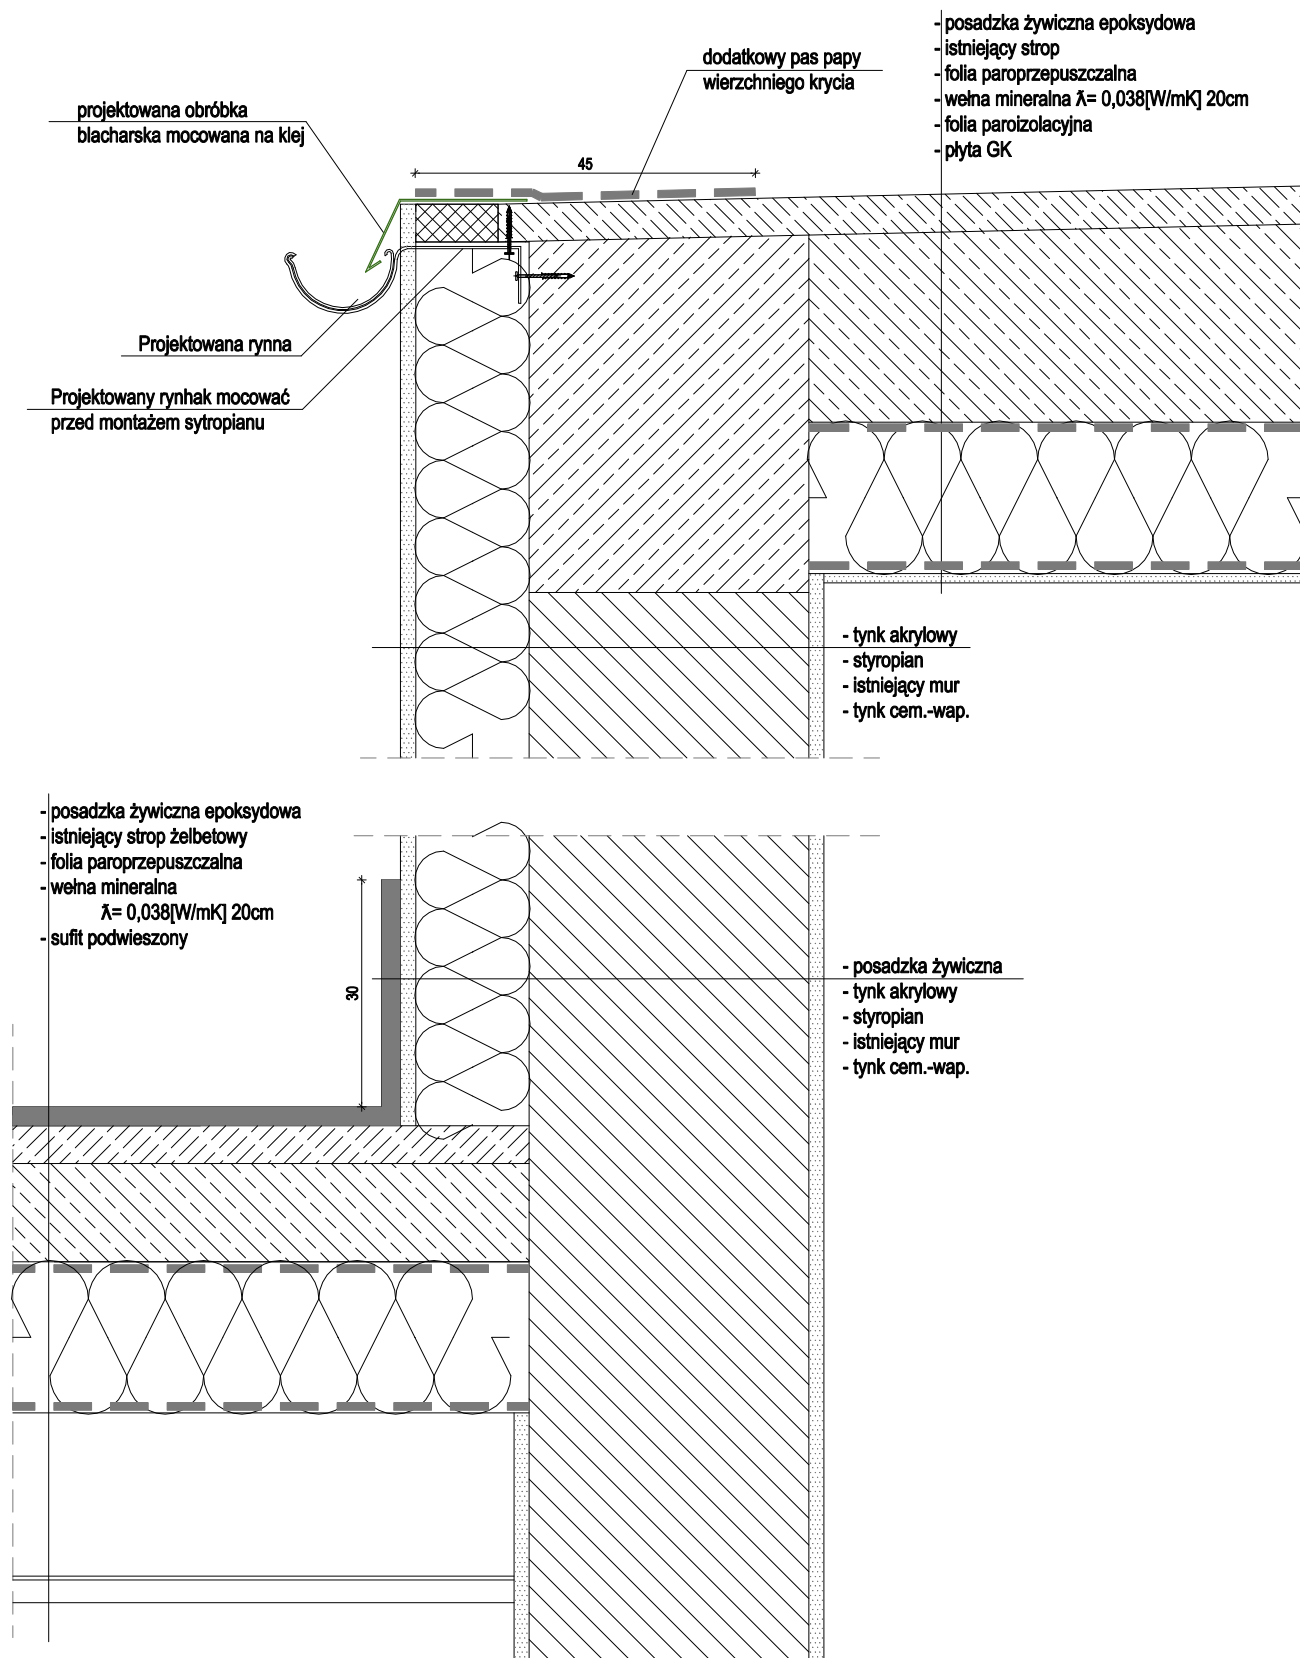 - posadzka żywiczna epoksydowa
- istniejący strop
- folia paroprzepuszczalna
- wełna mineralna ƛ= 0,038[W/mK] 20cm
- folia paroizolacyjna
- płyta GK
dodatkowy pas papy
wierzchniego krycia
projektowana obróbka
blacharska mocowana na klej
45
Projektowana rynna
Projektowany rynhak mocować
przed montażem sytropianu
- tynk akrylowy
- styropian
- istniejący mur
- tynk cem.-wap.
- posadzka żywiczna epoksydowa
- istniejący strop żelbetowy
- folia paroprzepuszczalna
- wełna mineralna
ƛ= 0,038[W/mK] 20cm
- sufit podwieszony
30
- posadzka żywiczna
- tynk akrylowy
- styropian
- istniejący mur
- tynk cem.-wap.